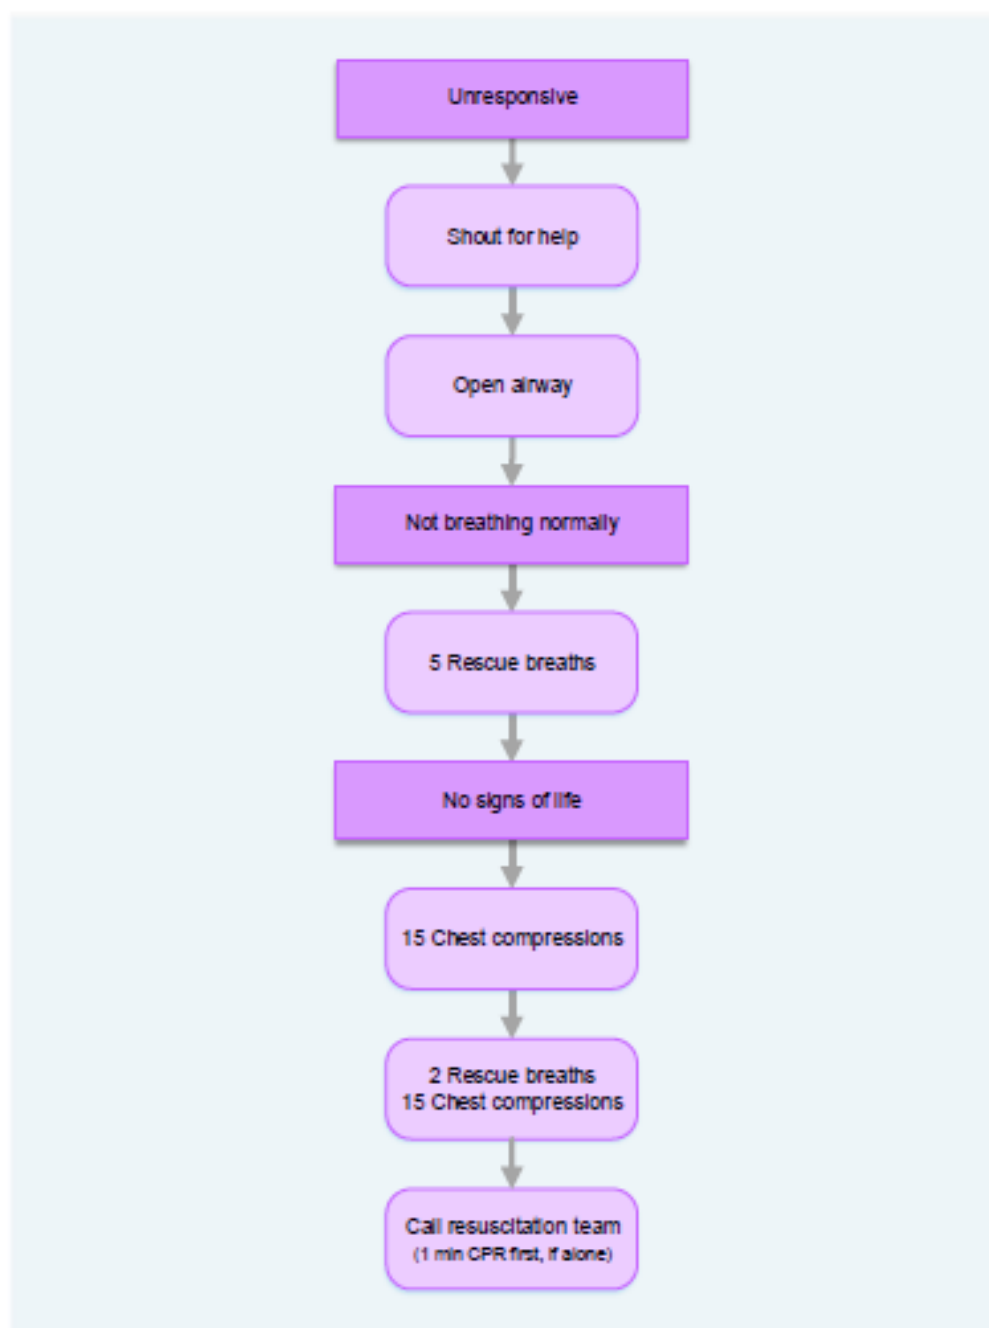 Unresponsive
Shout for help
Open airway
Not breathing normally
5 Rescue breaths
No signs of life
15 Chest compressions
2 Rescue breaths
15 Chest compressions
Call resuscitation team
(1 min CPR first, if alone)